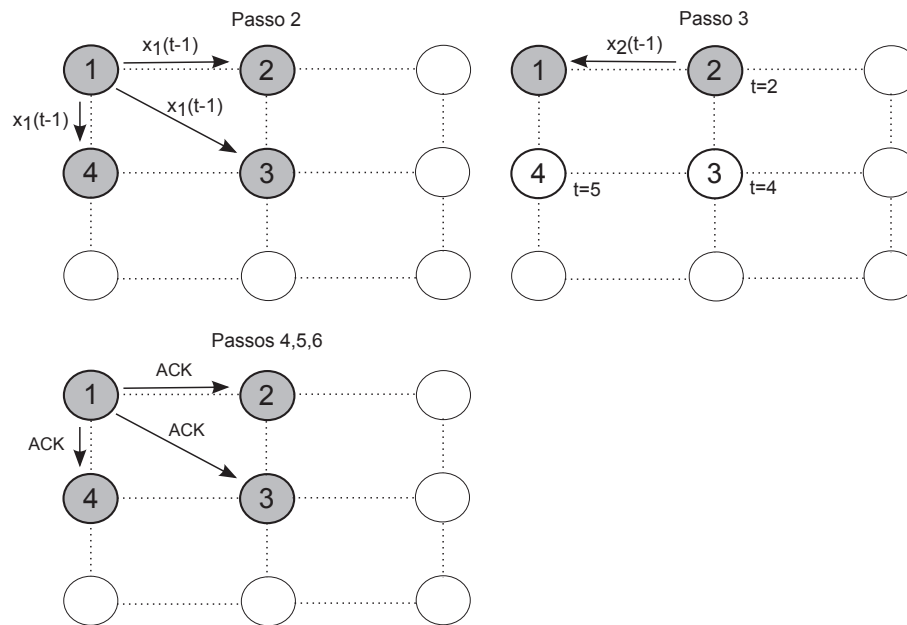 Passo 2
x1(t-1)
1
2
x1(t-1)
x1(t-1)
4
3
Passo 3
x2(t-1)
1
2
t=2
4
3
t=5
t=4
Passos 4,5,6
ACK
1
2
ACK
ACK
4
3